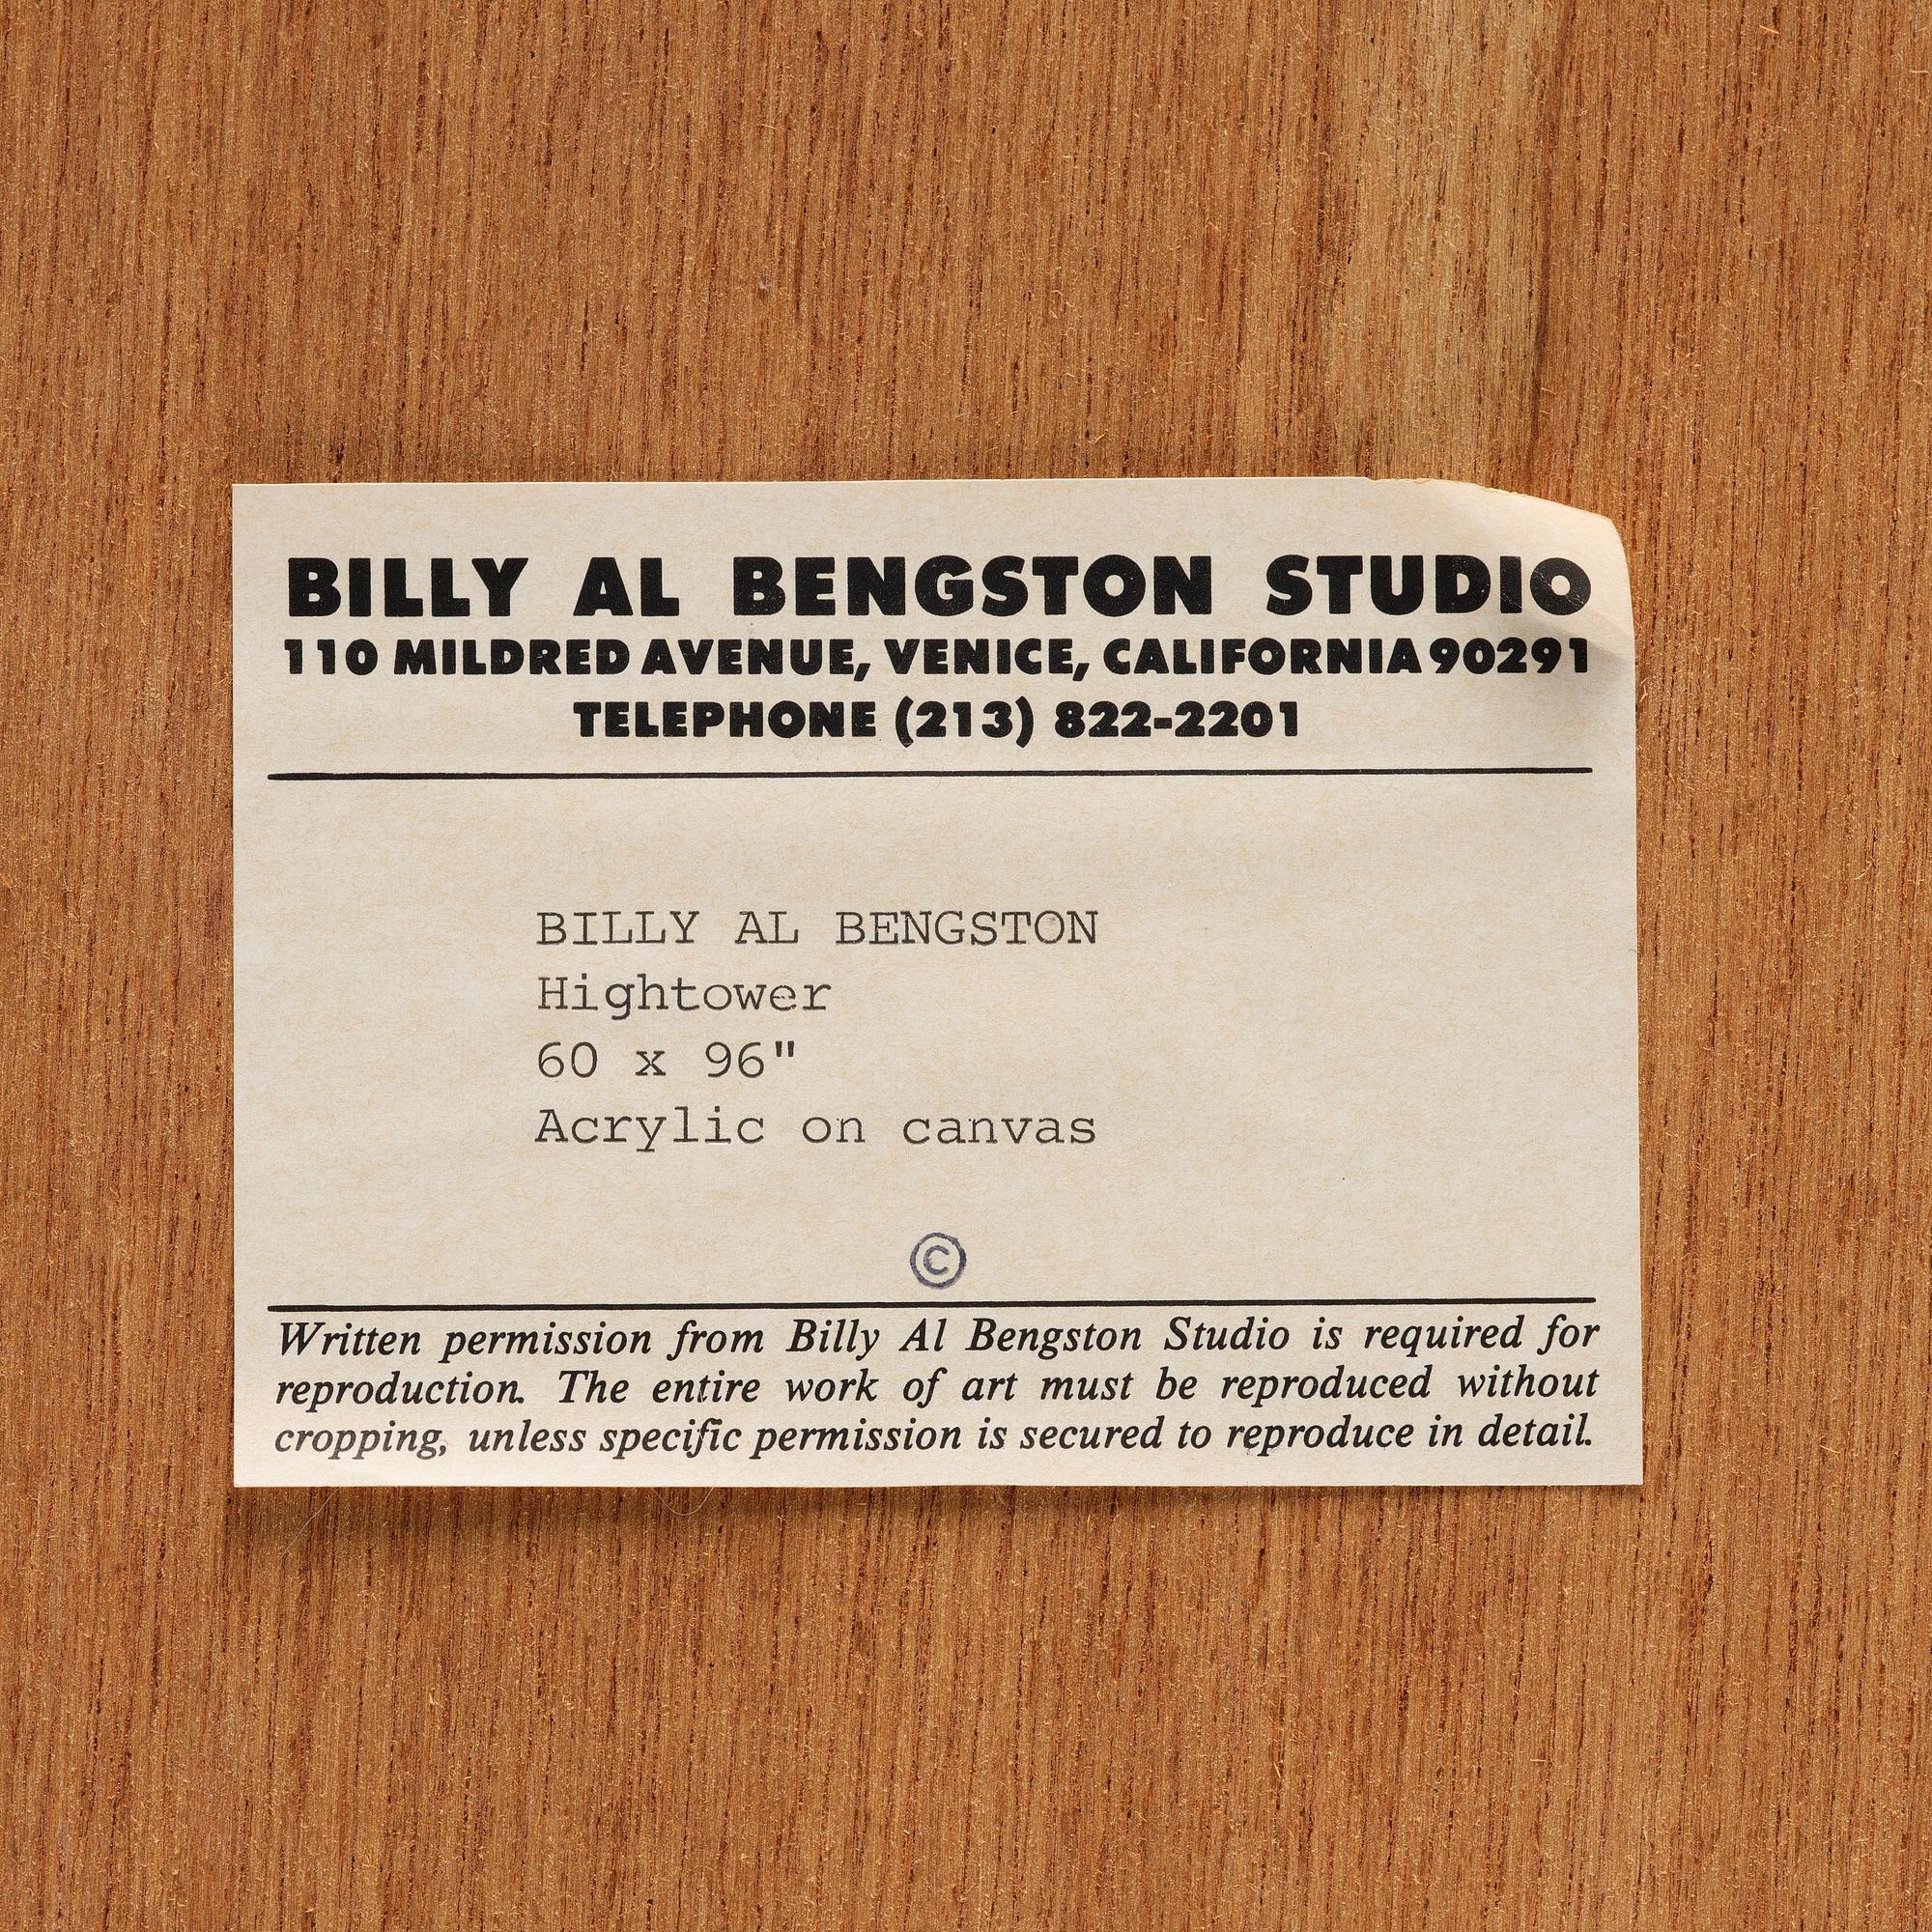 BILLY AL BENGSTON STUDIO
110 MILDRED AVENUE, VENICE, CALIFORNIA 90291
TELEPHONE (213) 822-2201
BILLY AL BENGSTON
Hightower
60 x 96"
Acrylic on canvas
©
Written permission from Billy Al Bengston Studio is required for
reproduction. The entire work of art must be reproduced without
cropping, unless specific permission is secured to reproduce in detail.